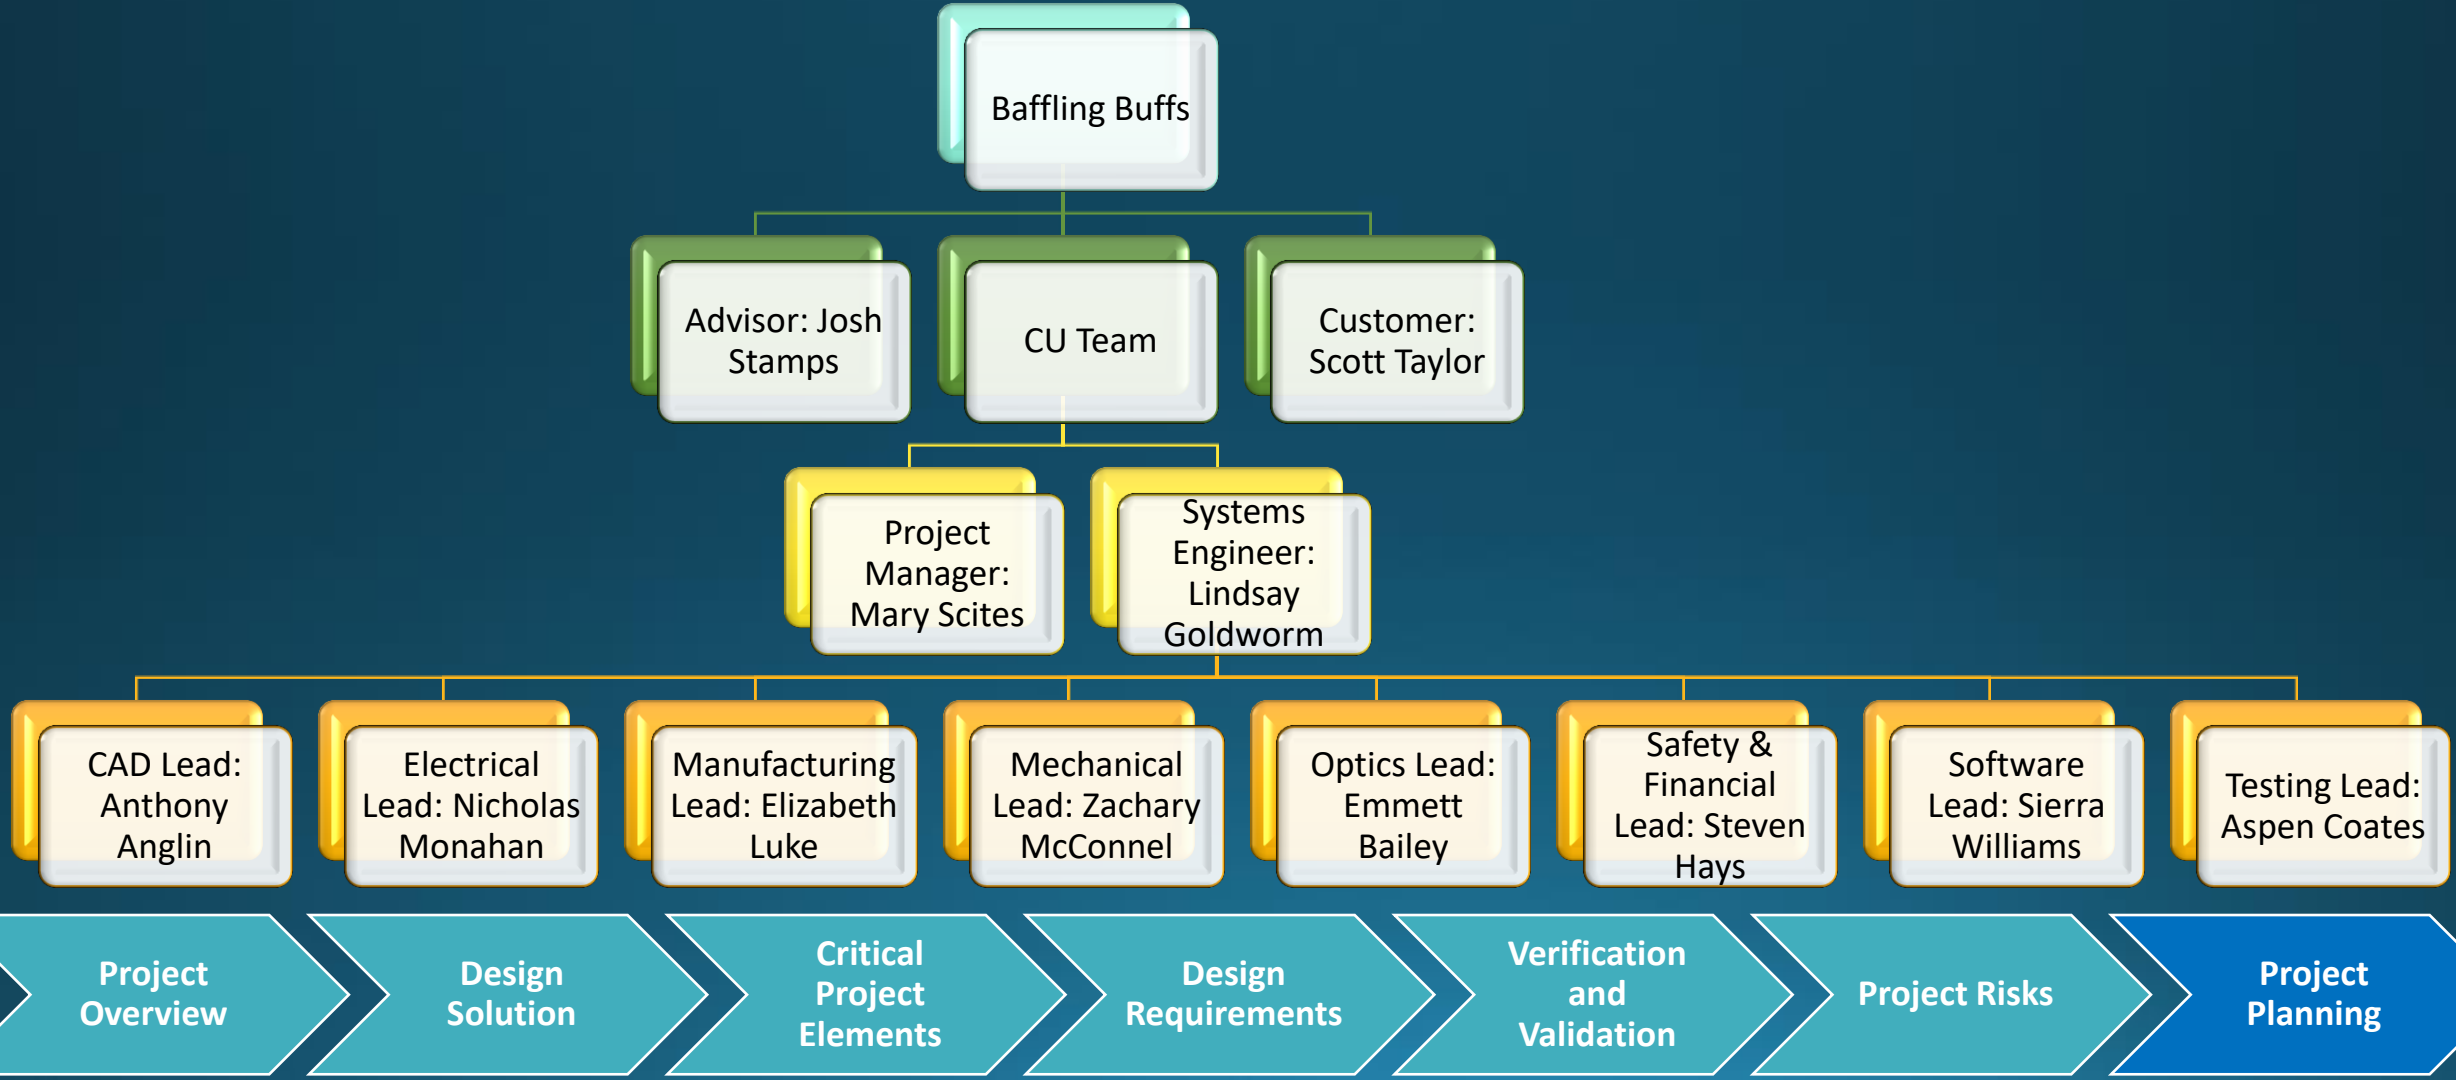 Baffling Buffs
Advisor: Josh
Stamps
CU Team
Customer:
Scott Taylor
Project
Manager:
Mary Scites
Systems
Engineer:
Lindsay
Goldworm
CAD Lead:
Anthony
Anglin
Electrical
Lead: Nicholas
Monahan
Manufacturing
Lead: Elizabeth
Luke
Mechanical
Lead: Zachary
McConnel
Optics Lead:
Emmett
Bailey
Safety &
Financial
Lead: Steven
Hays
Software
Lead: Sierra
Williams
Testing Lead:
Aspen Coates
Project
Overview
Design
Solution
Critical
Project
Elements
Design
Requirements
Verification
and
Validation
Project Risks
Project
Planning